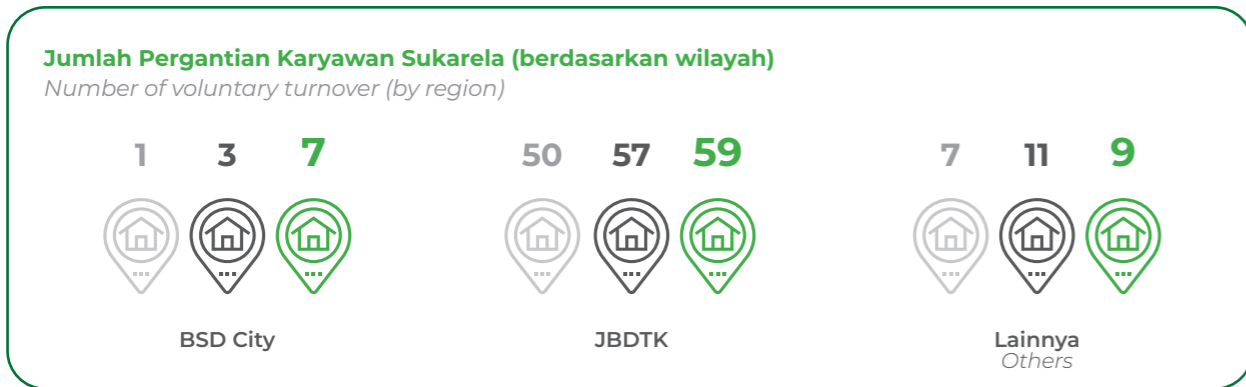 Jumlah Pergantian Karyawan Sukarela (berdasarkan wilayah)
Number of voluntary turnover (by region)
1 3 7
50 57 59
7 11 9
BSD City
JBDTK
Lainnya
Others